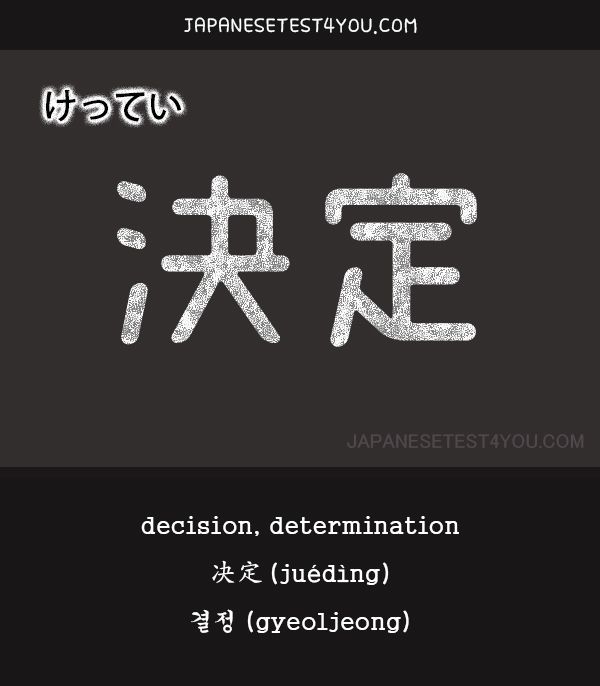 JAPANESETEST4YOU.COM
けってい
決定
JAPANESETEST4YOU.COM
decision, determination
决定 (juédìng)
결정 (gyeoljeong)